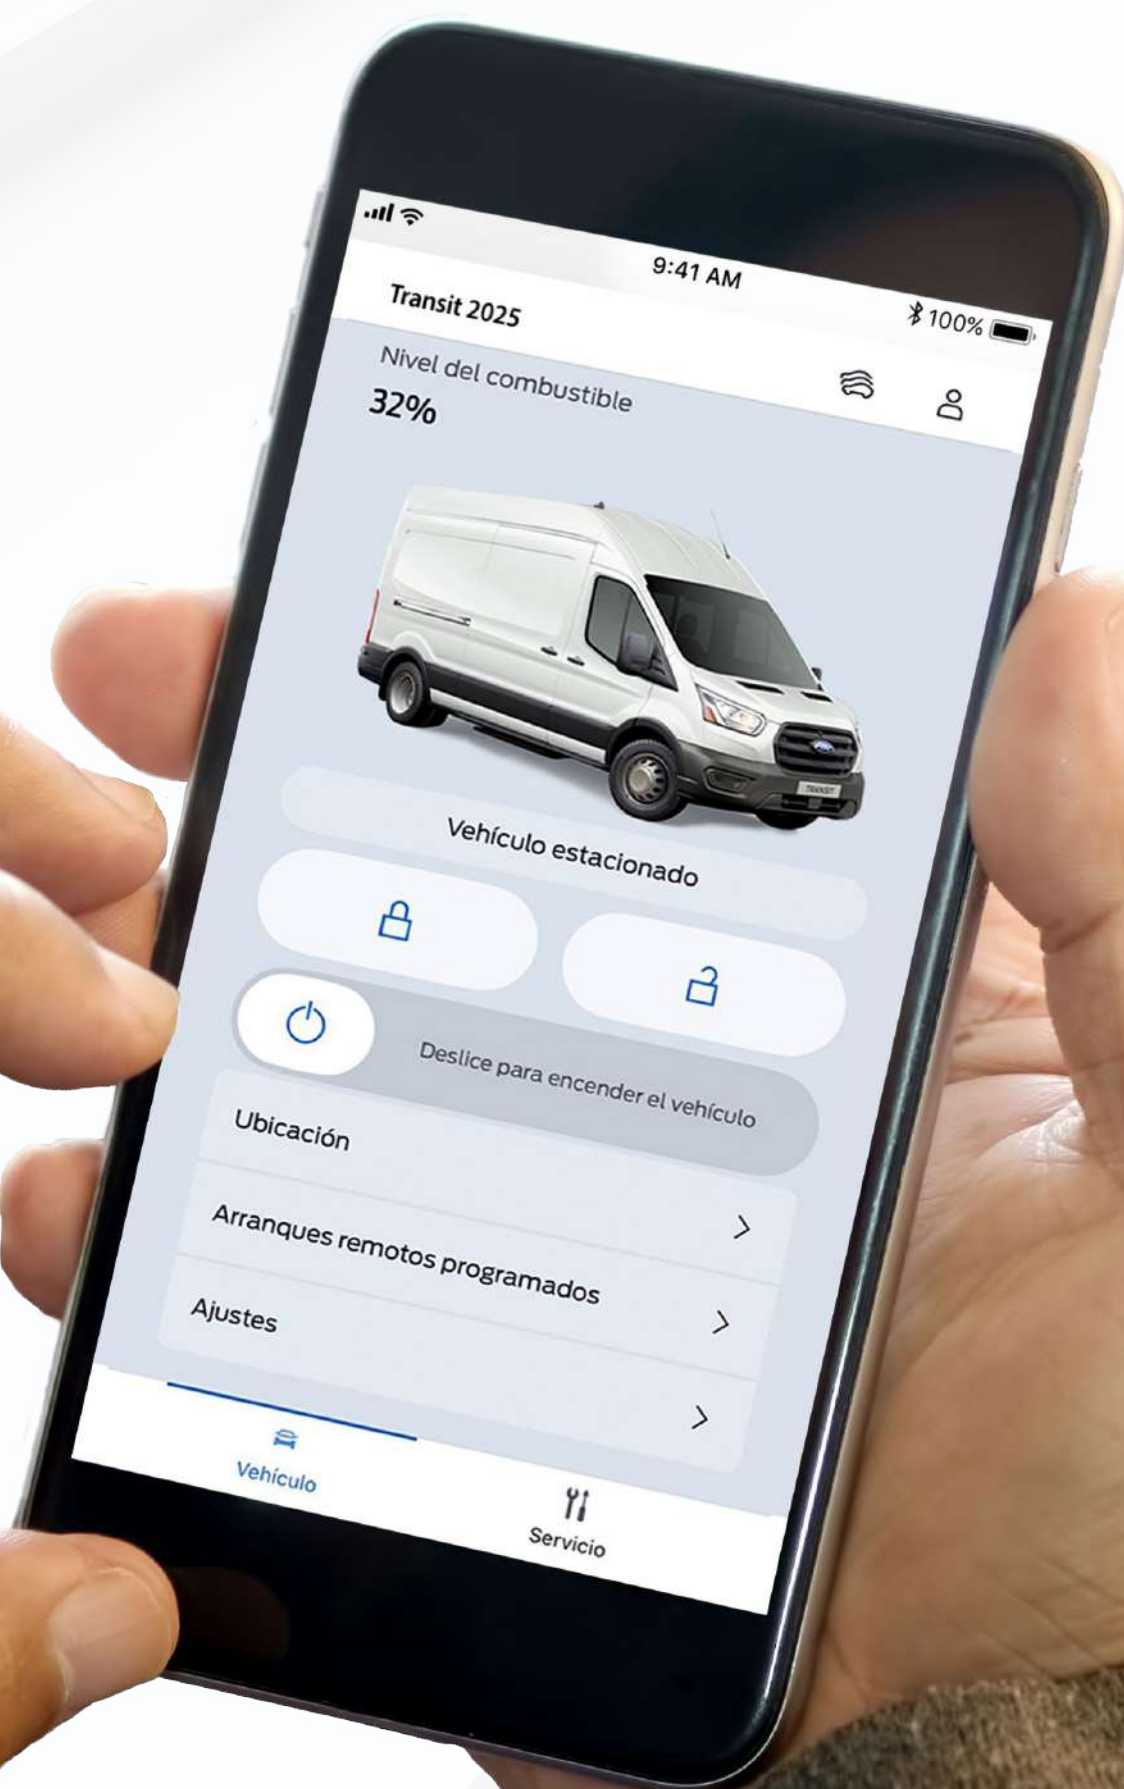 9:41 AM
100%
Transit 2025
Nivel del combustible
32%
TRANSIT
Vehículo estacionado
Deslice para encender el vehículo
Ubicación
Arranques remotos programados
Ajustes
Vehículo
Servicio